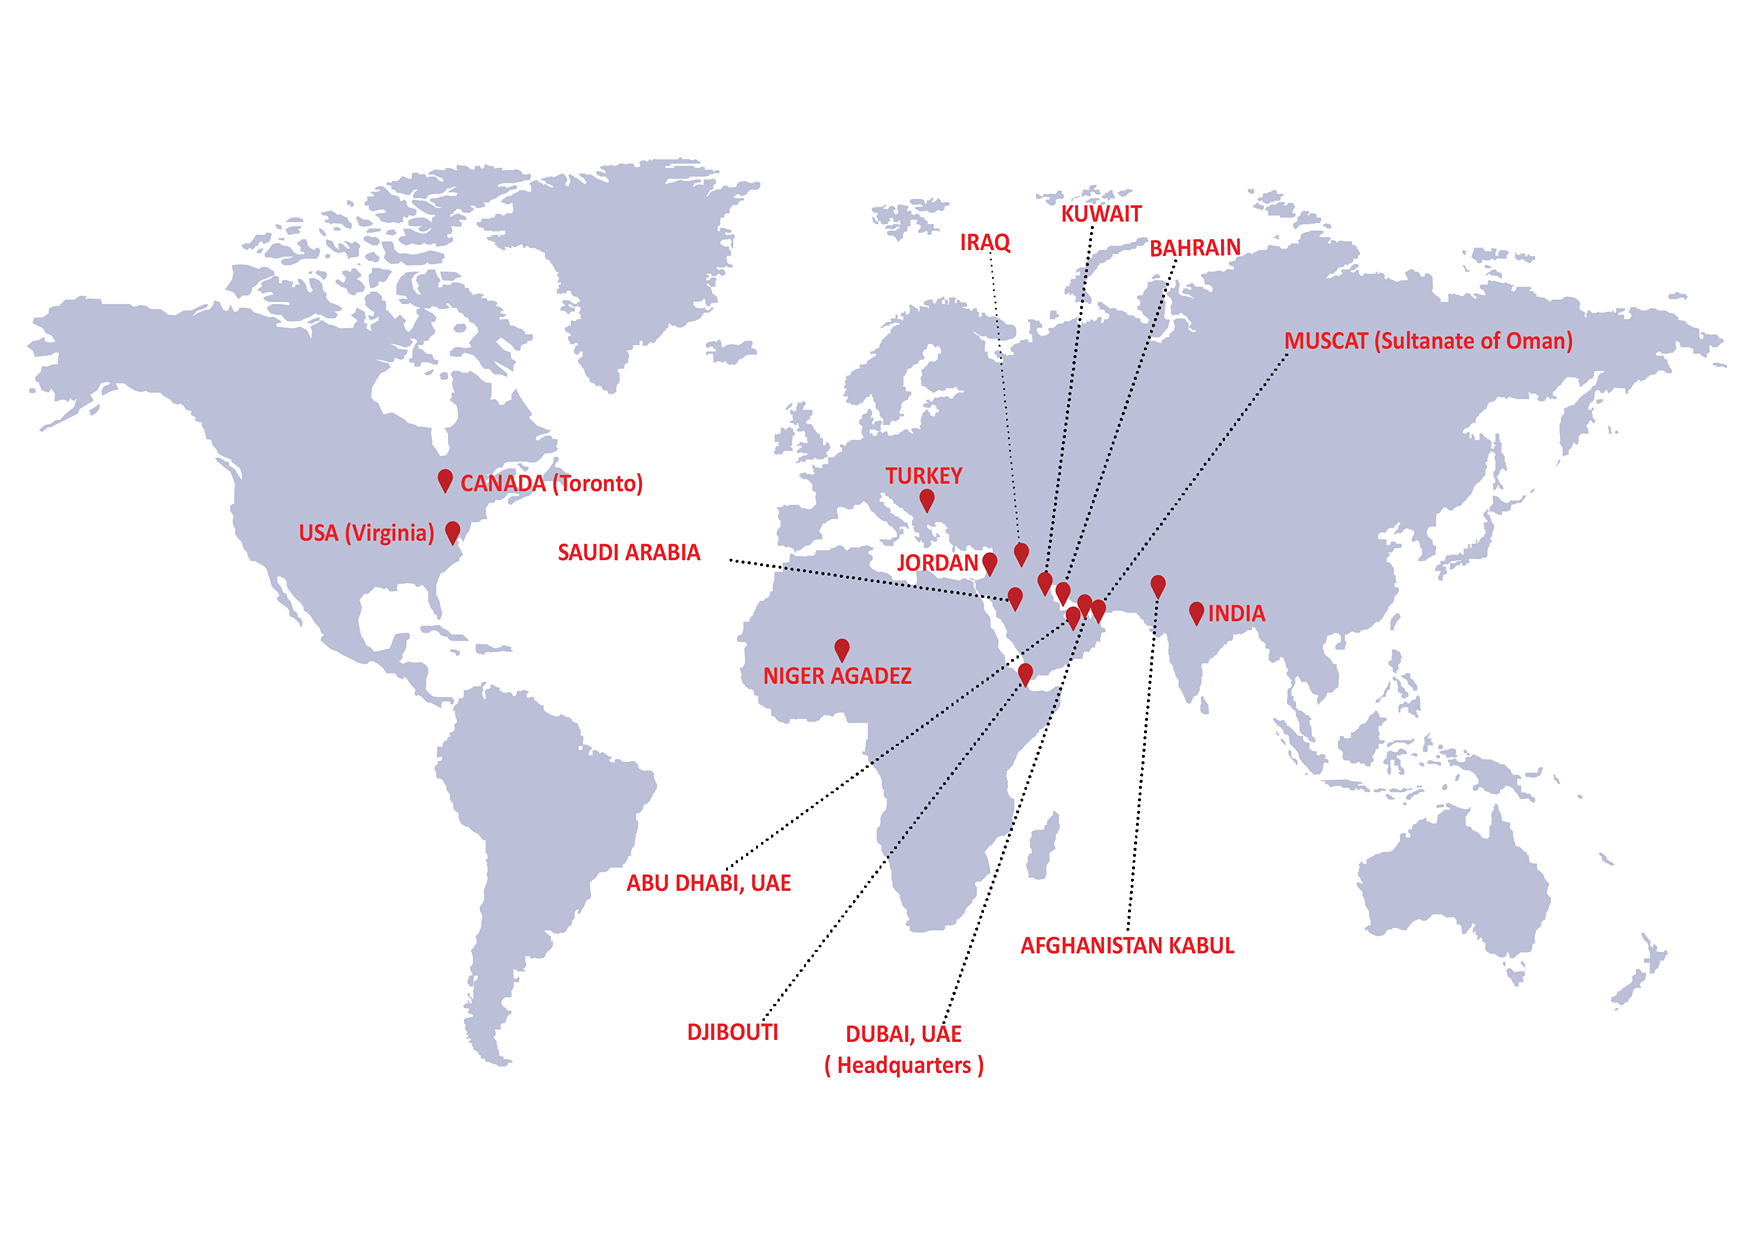 KUWAIT
IRAQ
BAHRAIN
MUSCAT (Sultanate of Oman)
TURKEY
CANADA (Toronto)
USA (Virginia)
SAUDI ARABIA
JORDAN
INDIA
NIGER AGADEZ
ABU DHABI, UAE
AFGHANISTAN KABUL
DJIBOUTI
DUBAI, UAE
( Headquarters )